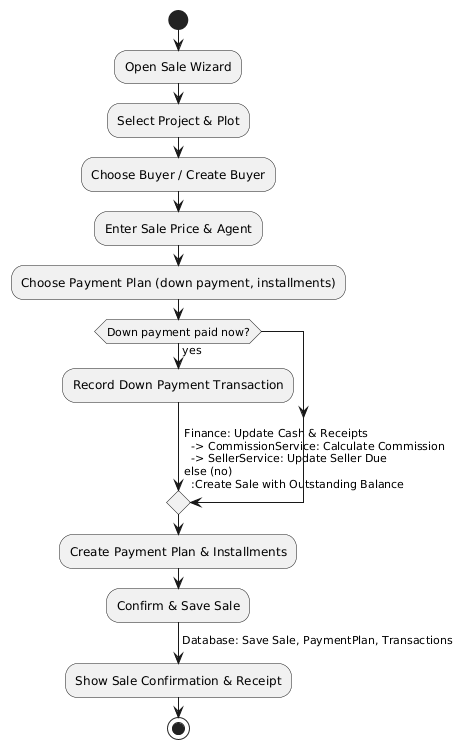 Open Sale Wizard
Select Project & Plot
Choose Buyer / Create Buyer
Enter Sale Price & Agent
Choose Payment Plan (down payment, installments)
Down payment paid now?
yes
Record Down Payment Transaction
Finance: Update Cash & Receipts
-> CommissionService: Calculate Commission
-> SellerService: Update Seller Due
else (no)
:Create Sale with Outstanding Balance
Create Payment Plan & Installments
Confirm & Save Sale
Database: Save Sale, PaymentPlan, Transactions
Show Sale Confirmation & Receipt